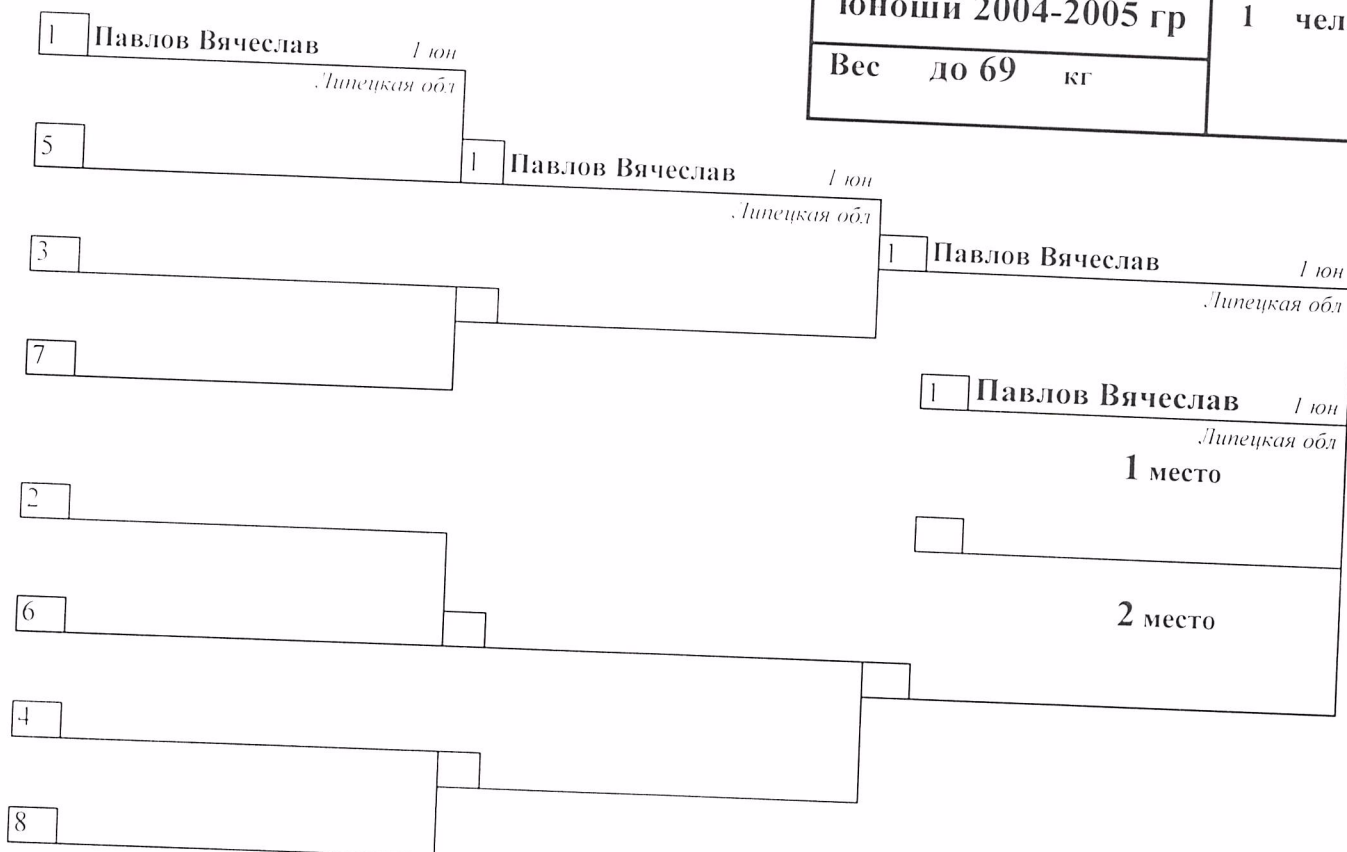 юноши 2004-2005 гр 1 чел
Вес до 69 кг
1 Павлов Вячеслав 1 юн
Липецкая обл
5
1 Павлов Вячеслав 1 юн
Липецкая обл
3
1 Павлов Вячеслав 1 юн
Липецкая обл
7
1 Павлов Вячеслав 1 юн
Липецкая обл
1 место
2
6
2 место
4
8